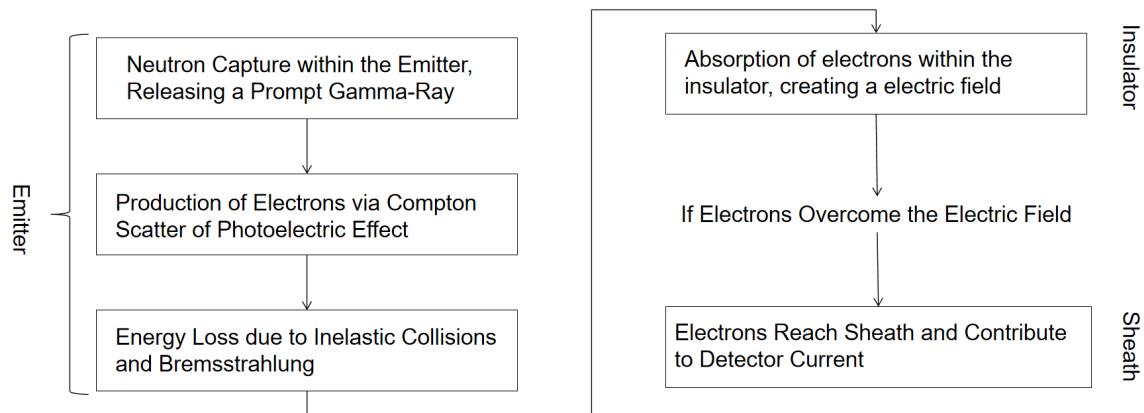 Emitter
Neutron Capture within the Emitter,
Releasing a Prompt Gamma-Ray
Production of Electrons via Compton
Scatter of Photoelectric Effect
Energy Loss due to Inelastic Collisions
and Bremsstrahlung
Insulator
Absorption of electrons within the
insulator, creating a electric field
If Electrons Overcome the Electric Field
Sheath
Electrons Reach Sheath and Contribute
to Detector Current